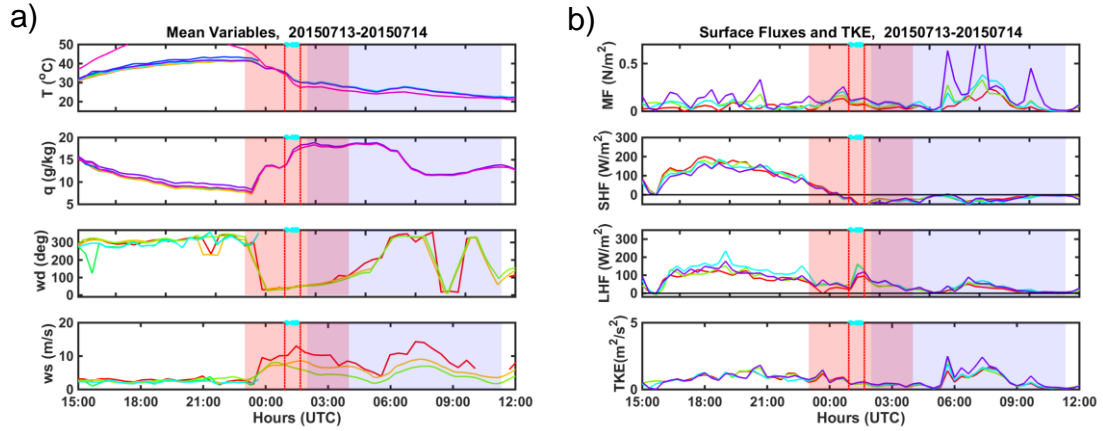 a)
Mean Variables, 20150713-20150714
T (°C)
50
40
30
20
q (g/kg)
20
15
10
5
wd (deg)
300
200
100
0
ws (m/s)
20
10
0
15:00 18:00 21:00 00:00 03:00 06:00 09:00 12:00
Hours (UTC)
b)
Surface Fluxes and TKE, 20150713-20150714
MF (N/m²)
0.5
0
SHF (W/m²)
300
200
100
0
LHF (W/m²)
300
200
100
0
TKE(m²/s²)
5
0
15:00 18:00 21:00 00:00 03:00 06:00 09:00 12:00
Hours (UTC)